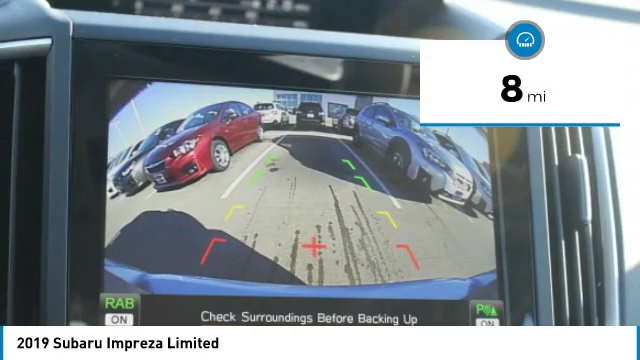 8 mi
RAB
ON
P
ON
Check Surroundings Before Backing Up
2019 Subaru Impreza Limited